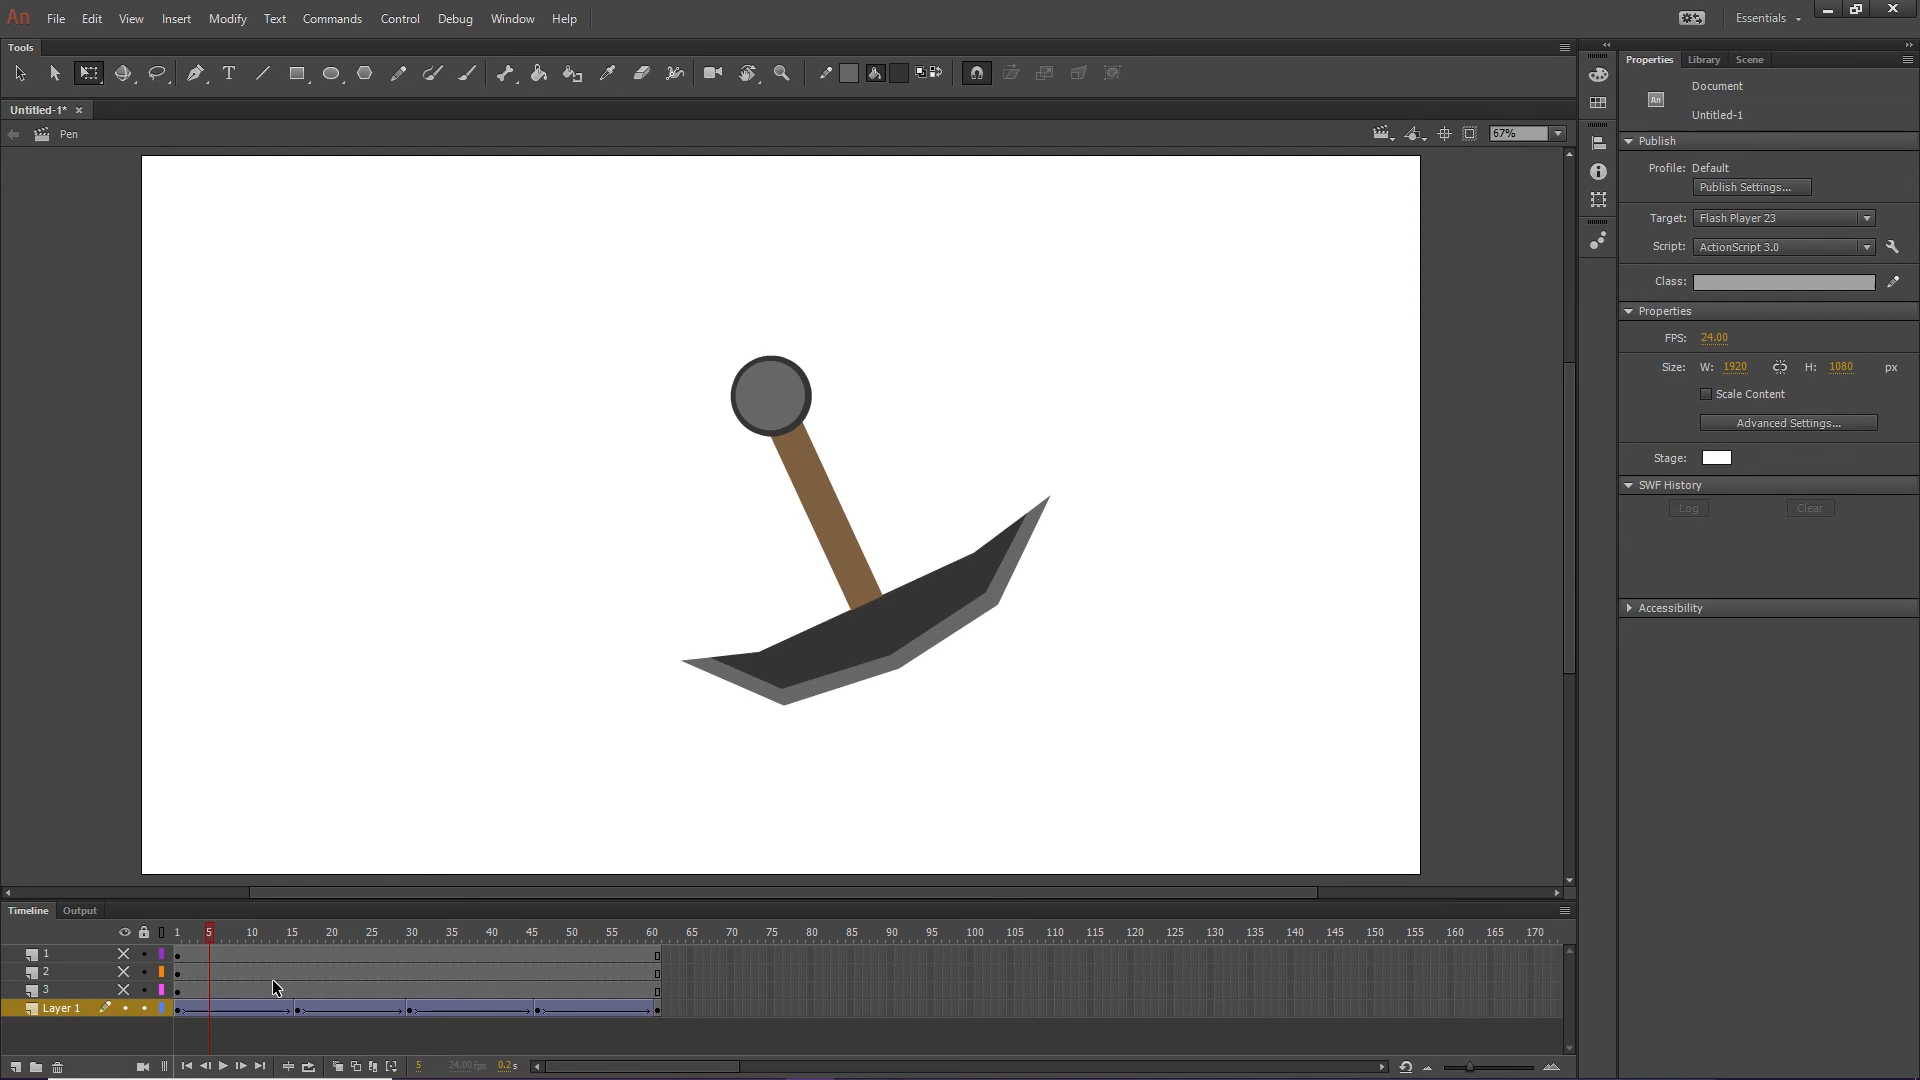 An File Edit View Insert Modify Text Commands Control Debug Window Help Essentials
Tools
Properties Library Scene
An Document
Untitled-1
Untitled-1*
Pen 67%
Publish
Profile: Default
Publish Settings...
Target: Flash Player 23
Script: ActionScript 3.0
Class:
Properties
FPS: 24.00
Size: W: 1920 H: 1080 px
Scale Content
Advanced Settings...
Stage:
SWF History
Log Clear
Accessibility
Timeline Output
1 5 10 15 20 25 30 35 40 45 50 55 60 65 70 75 80 85 90 95 100 105 110 115 120 125 130 135 140 145 150 155 160 165 170
1
2
3
Layer 1
5 24.00 fps 0.2 s